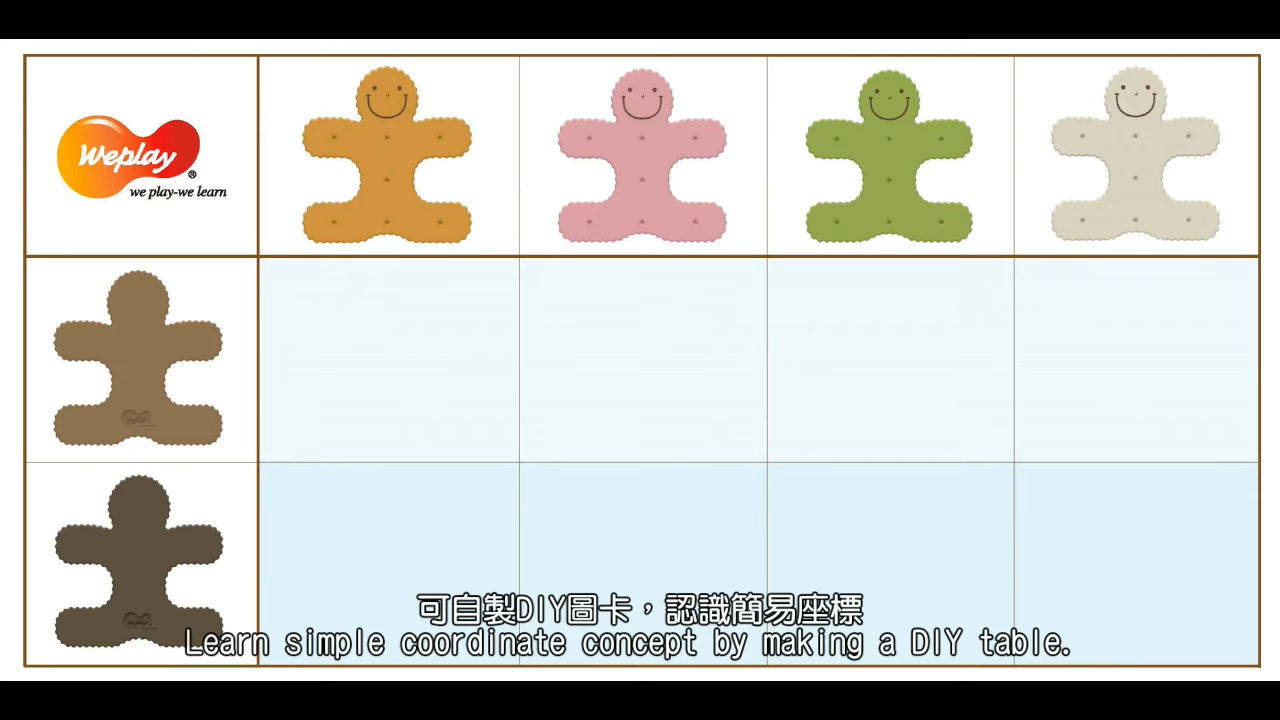 Weplay®
we play-we learn
可自製DIY圖卡，認識簡易座標
Learn simple coordinate concept by making a DIY table.